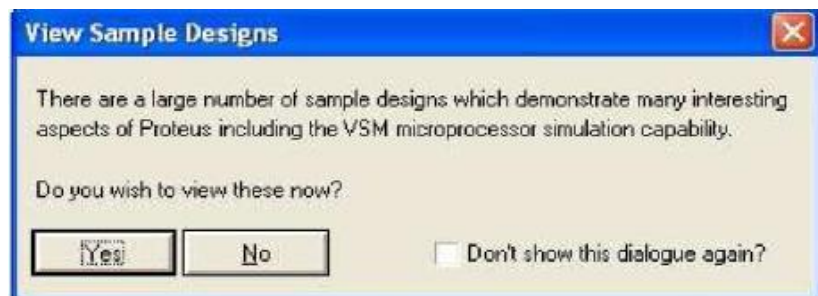 View Sample Designs
There are a large number of sample designs which demonstrate many interesting
aspects of Proteus including the VSM microprocessor simulation capability.
Do you wish to view these now?
Yes No Don't show this dialogue again?